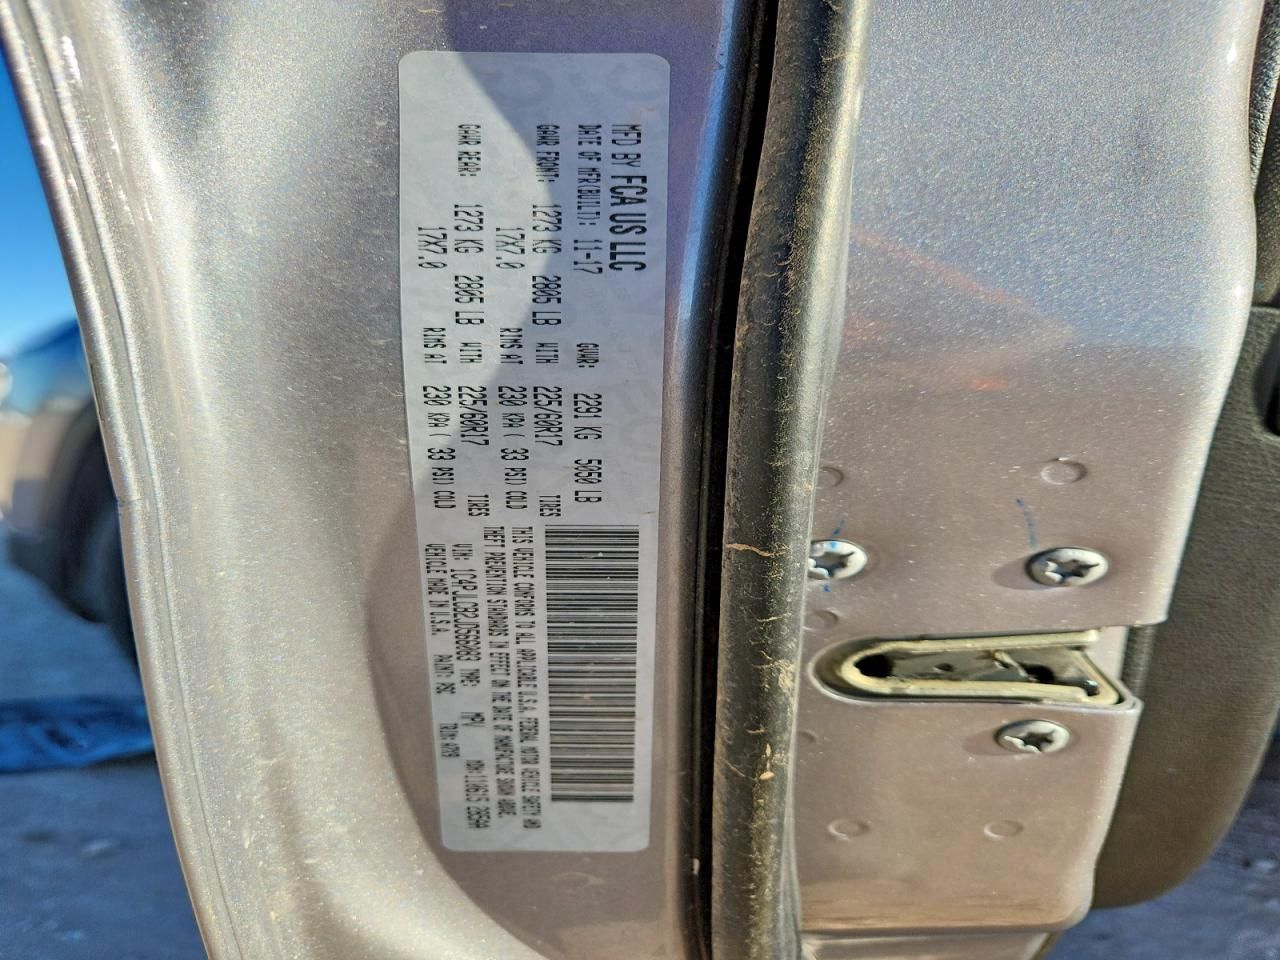 MFD BY FCA US LLC
DATE OF MFR(BUILT): 11-17 GVWR: 2291 KG 5050 LB
GAWR FRONT: 1273 KG 2805 LB WITH 225/60R17 TIRES
17X7.0 RIMS AT 230 KPA ( 33 PSI) COLD
GAWR REAR: 1273 KG 2805 LB WITH 225/60R17 TIRES
17X7.0 RIMS AT 230 KPA ( 33 PSI) COLD
THIS VEHICLE CONFORMS TO ALL APPLICABLE U.S.A. FEDERAL MOTOR VEHICLE SAFETY AND
THEFT PREVENTION STANDARDS IN EFFECT ON THE DATE OF MANUFACTURE SHOWN ABOVE.
VIN: 1C4PJLCB2JD566083 TYPE: MPV
VEHICLE MADE IN U.S.A. PAINT: PSC